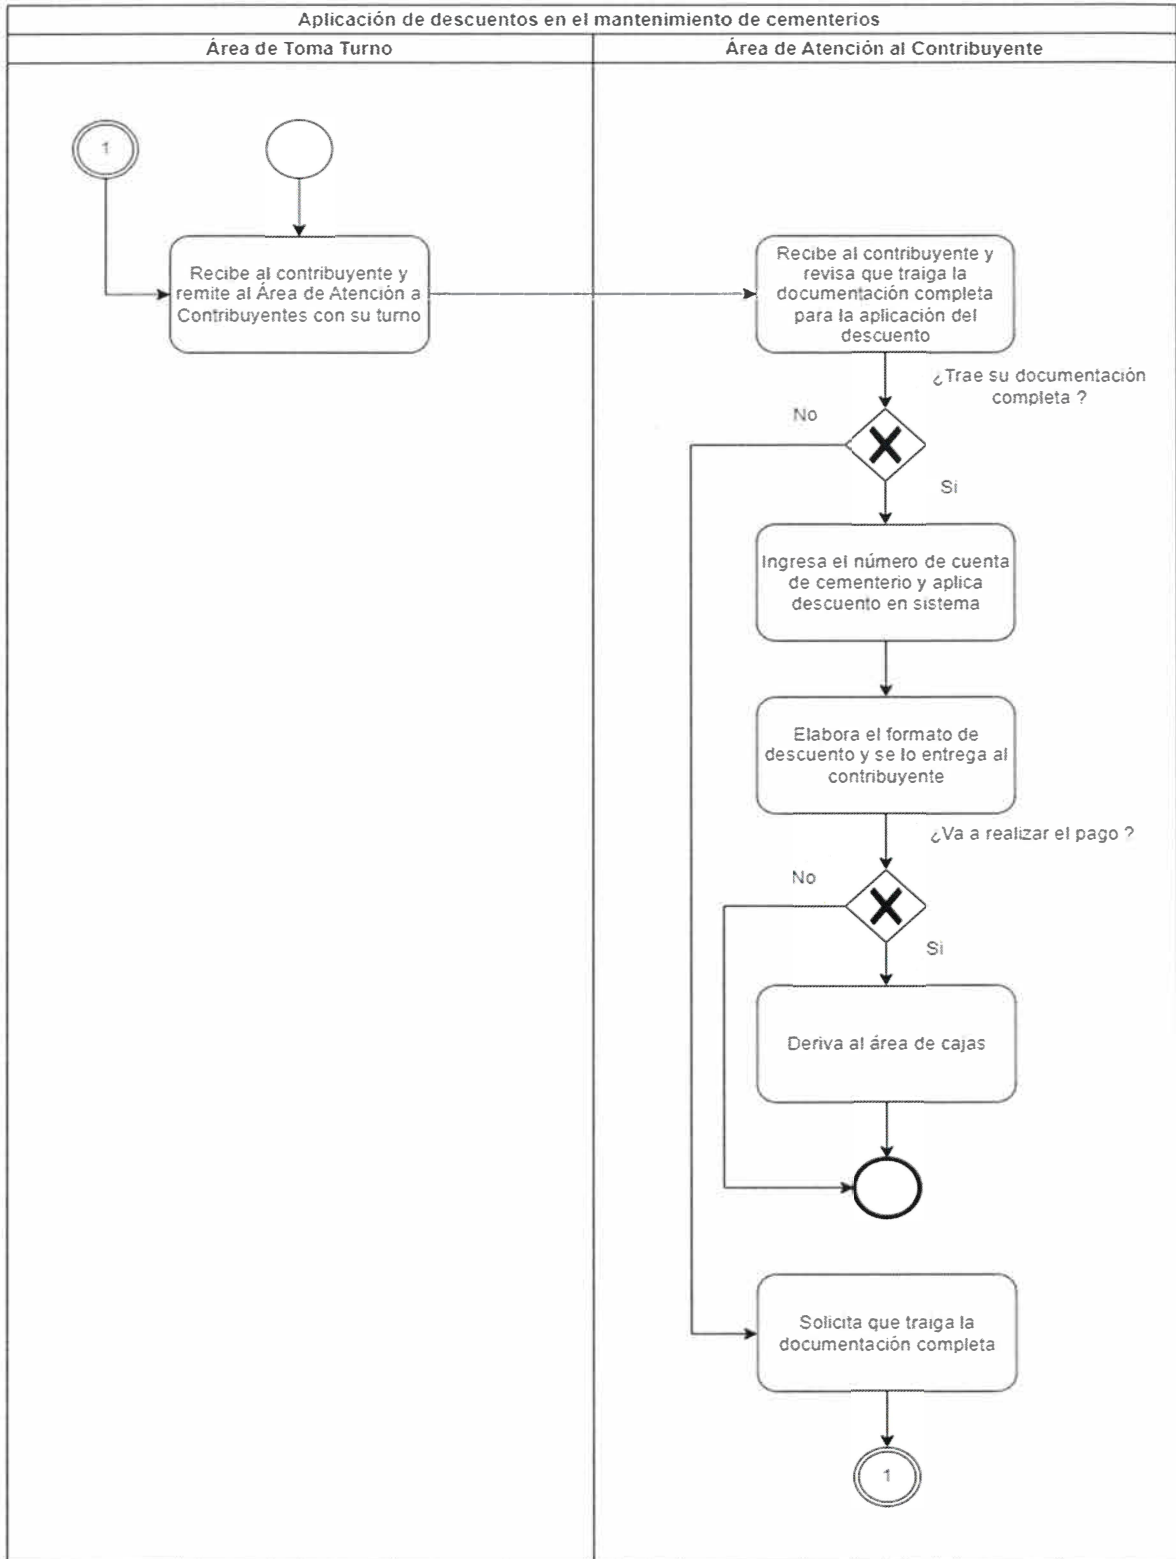 Aplicación de descuentos en el mantenimiento de cementerios
Área de Toma Turno
Área de Atención al Contribuyente
1
Recibe al contribuyente y
remite al Área de Atención a
Contribuyentes con su turno
Recibe al contribuyente y
revisa que traiga la
documentación completa
para la aplicación del
descuento
¿Trae su documentación
completa ?
No
Si
Ingresa el número de cuenta
de cementerio y aplica
descuento en sistema
Elabora el formato de
descuento y se lo entrega al
contribuyente
¿Va a realizar el pago ?
No
Si
Deriva al área de cajas
Solicita que traiga la
documentación completa
1